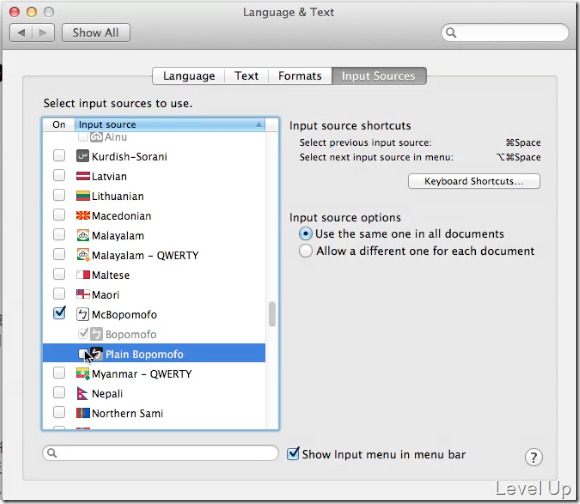 Language & Text
Show All
Language Text Formats Input Sources
Select input sources to use.
On Input source
Ainu
Kurdish-Sorani
Latvian
Lithuanian
Macedonian
Malayalam
Malayalam - QWERTY
Maltese
Maori
McBopomofo
Bopomofo
Plain Bopomofo
Myanmar - QWERTY
Nepali
Northern Sami
Input source shortcuts
Select previous input source: ⌘Space
Select next input source in menu: ⌥⌘Space
Keyboard Shortcuts...
Input source options
Use the same one in all documents
Allow a different one for each document
Show Input menu in menu bar
?
Level Up